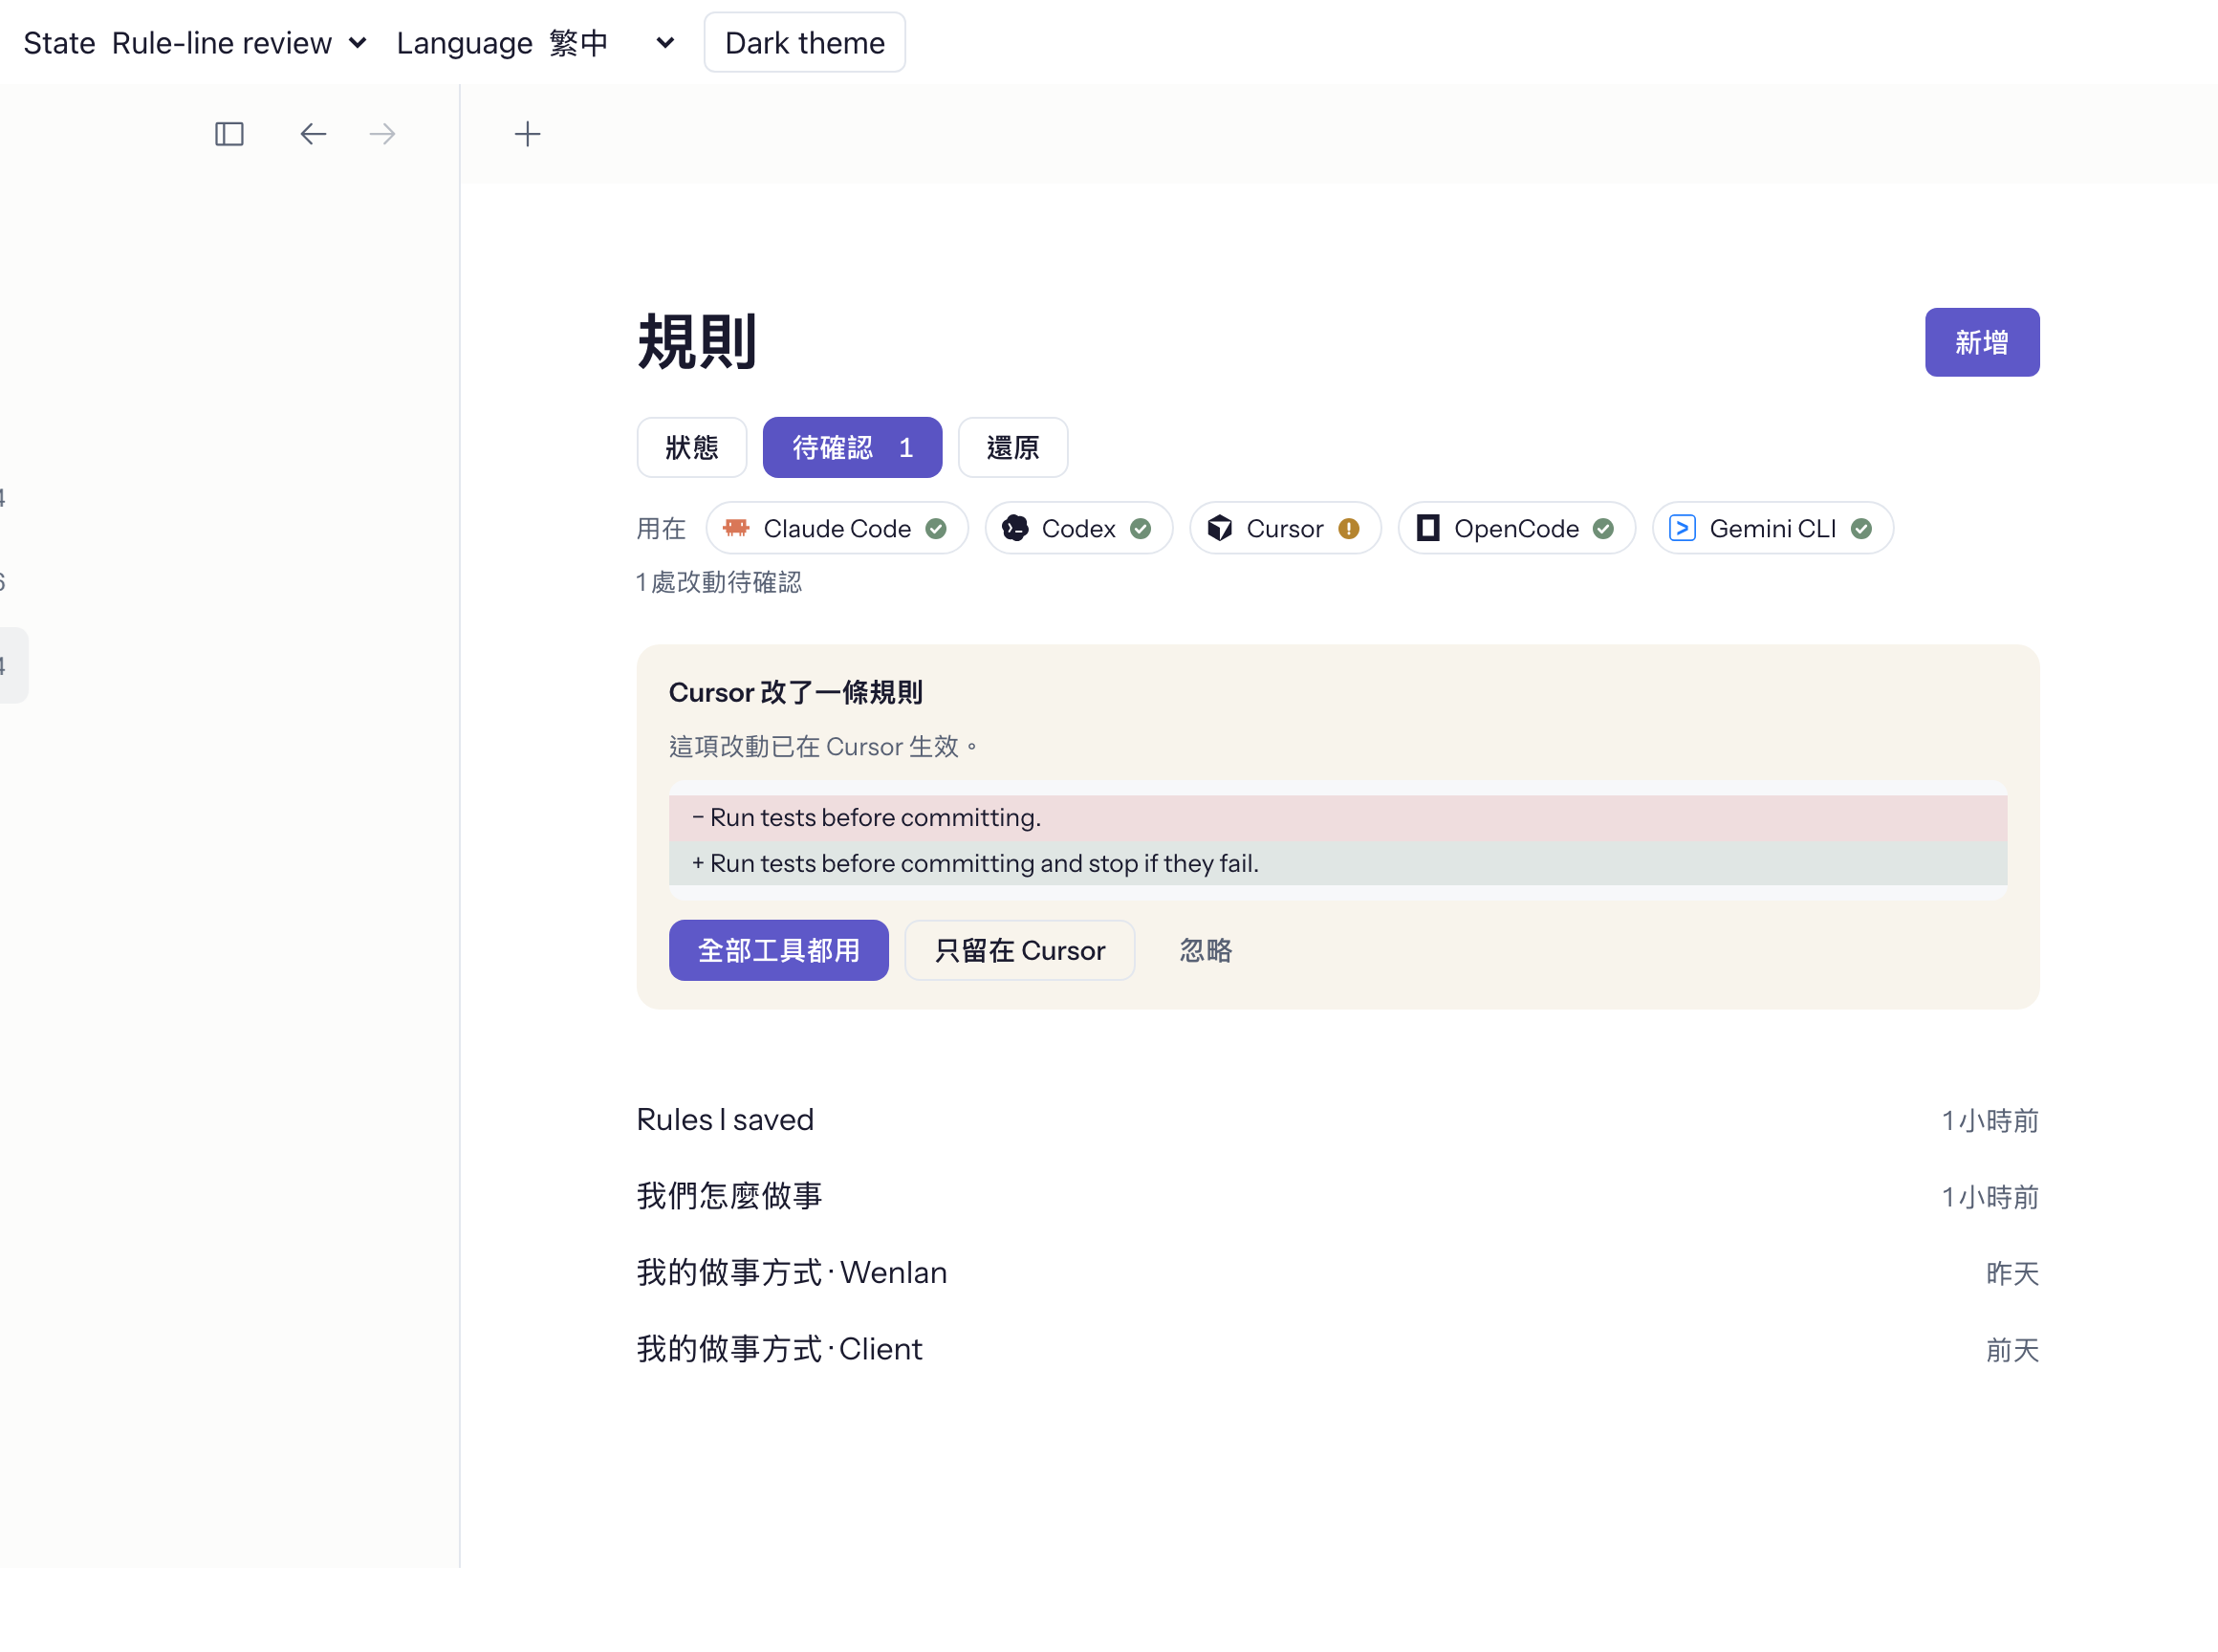 State Rule-line review Language 繁中 Dark theme
規則
新增
狀態 待確認 1 還原
用在 Claude Code Codex Cursor OpenCode Gemini CLI
1 處改動待確認
Cursor 改了一條規則
這項改動已在 Cursor 生效。
− Run tests before committing.
+ Run tests before committing and stop if they fail.
全部工具都用 只留在 Cursor 忽略
Rules I saved 1 小時前
我們怎麼做事 1 小時前
我的做事方式 · Wenlan 昨天
我的做事方式 · Client 前天